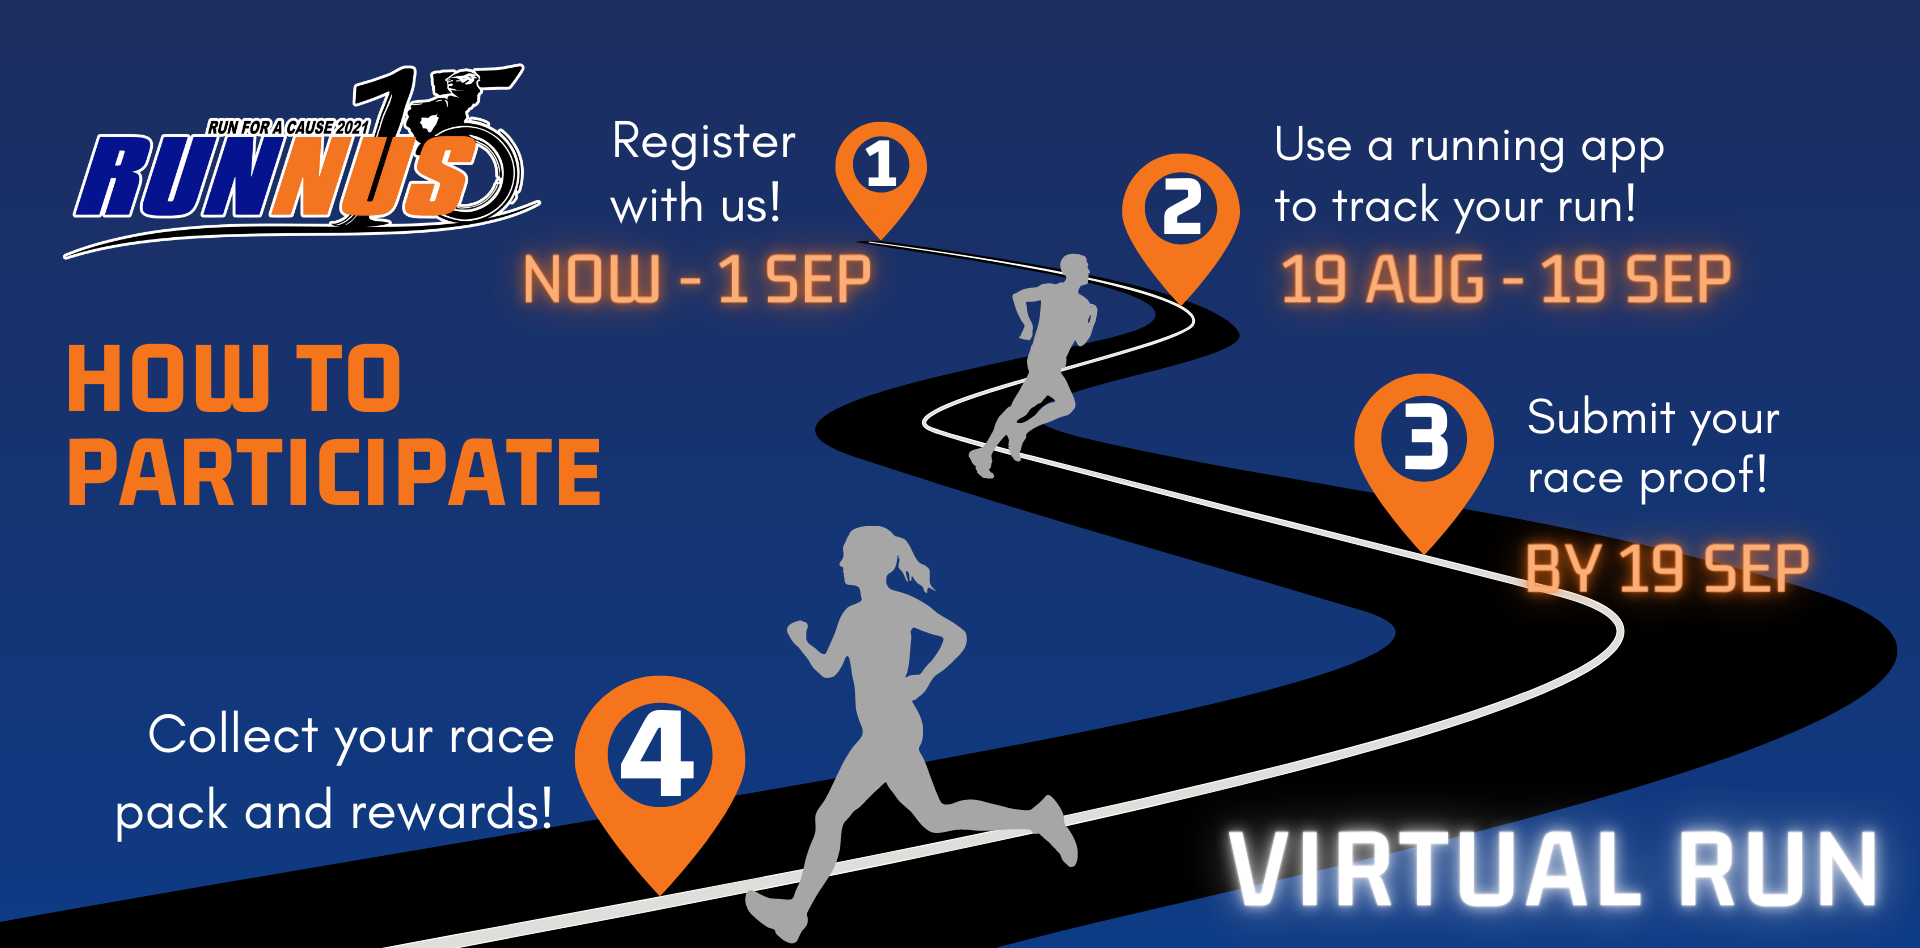 15
RUN FOR A CAUSE 2021
RUNNUS
HOW TO
PARTICIPATE
1
Register
with us!
NOW - 1 SEP
2
Use a running app
to track your run!
19 AUG - 19 SEP
3
Submit your
race proof!
BY 19 SEP
4
Collect your race
pack and rewards!
VIRTUAL RUN